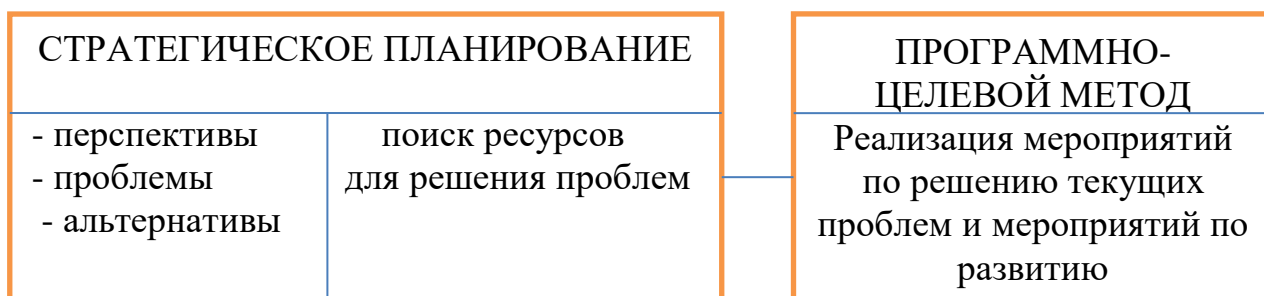 СТРАТЕГИЧЕСКОЕ ПЛАНИРОВАНИЕ
- перспективы
- проблемы
- альтернативы
поиск ресурсов
для решения проблем
ПРОГРАММНО-
ЦЕЛЕВОЙ МЕТОД
Реализация мероприятий
по решению текущих
проблем и мероприятий по
развитию